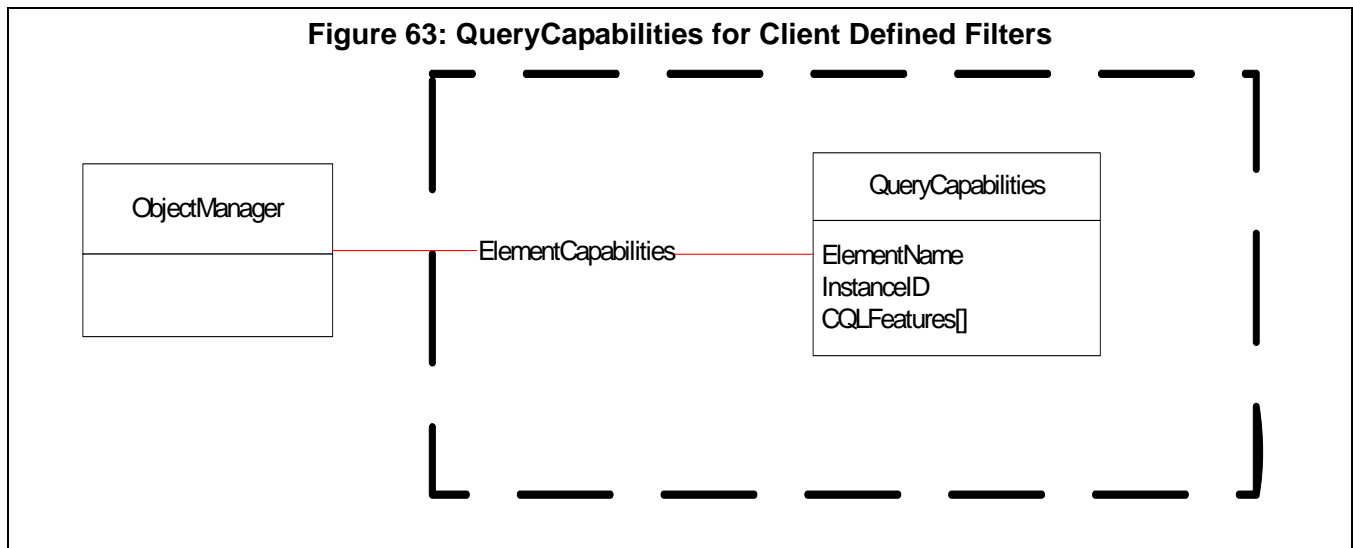 Figure 63: QueryCapabilities for Client Defined Filters
ObjectManager
ElementCapabilities
QueryCapabilities
ElementName
InstanceID
CQLFeatures[]